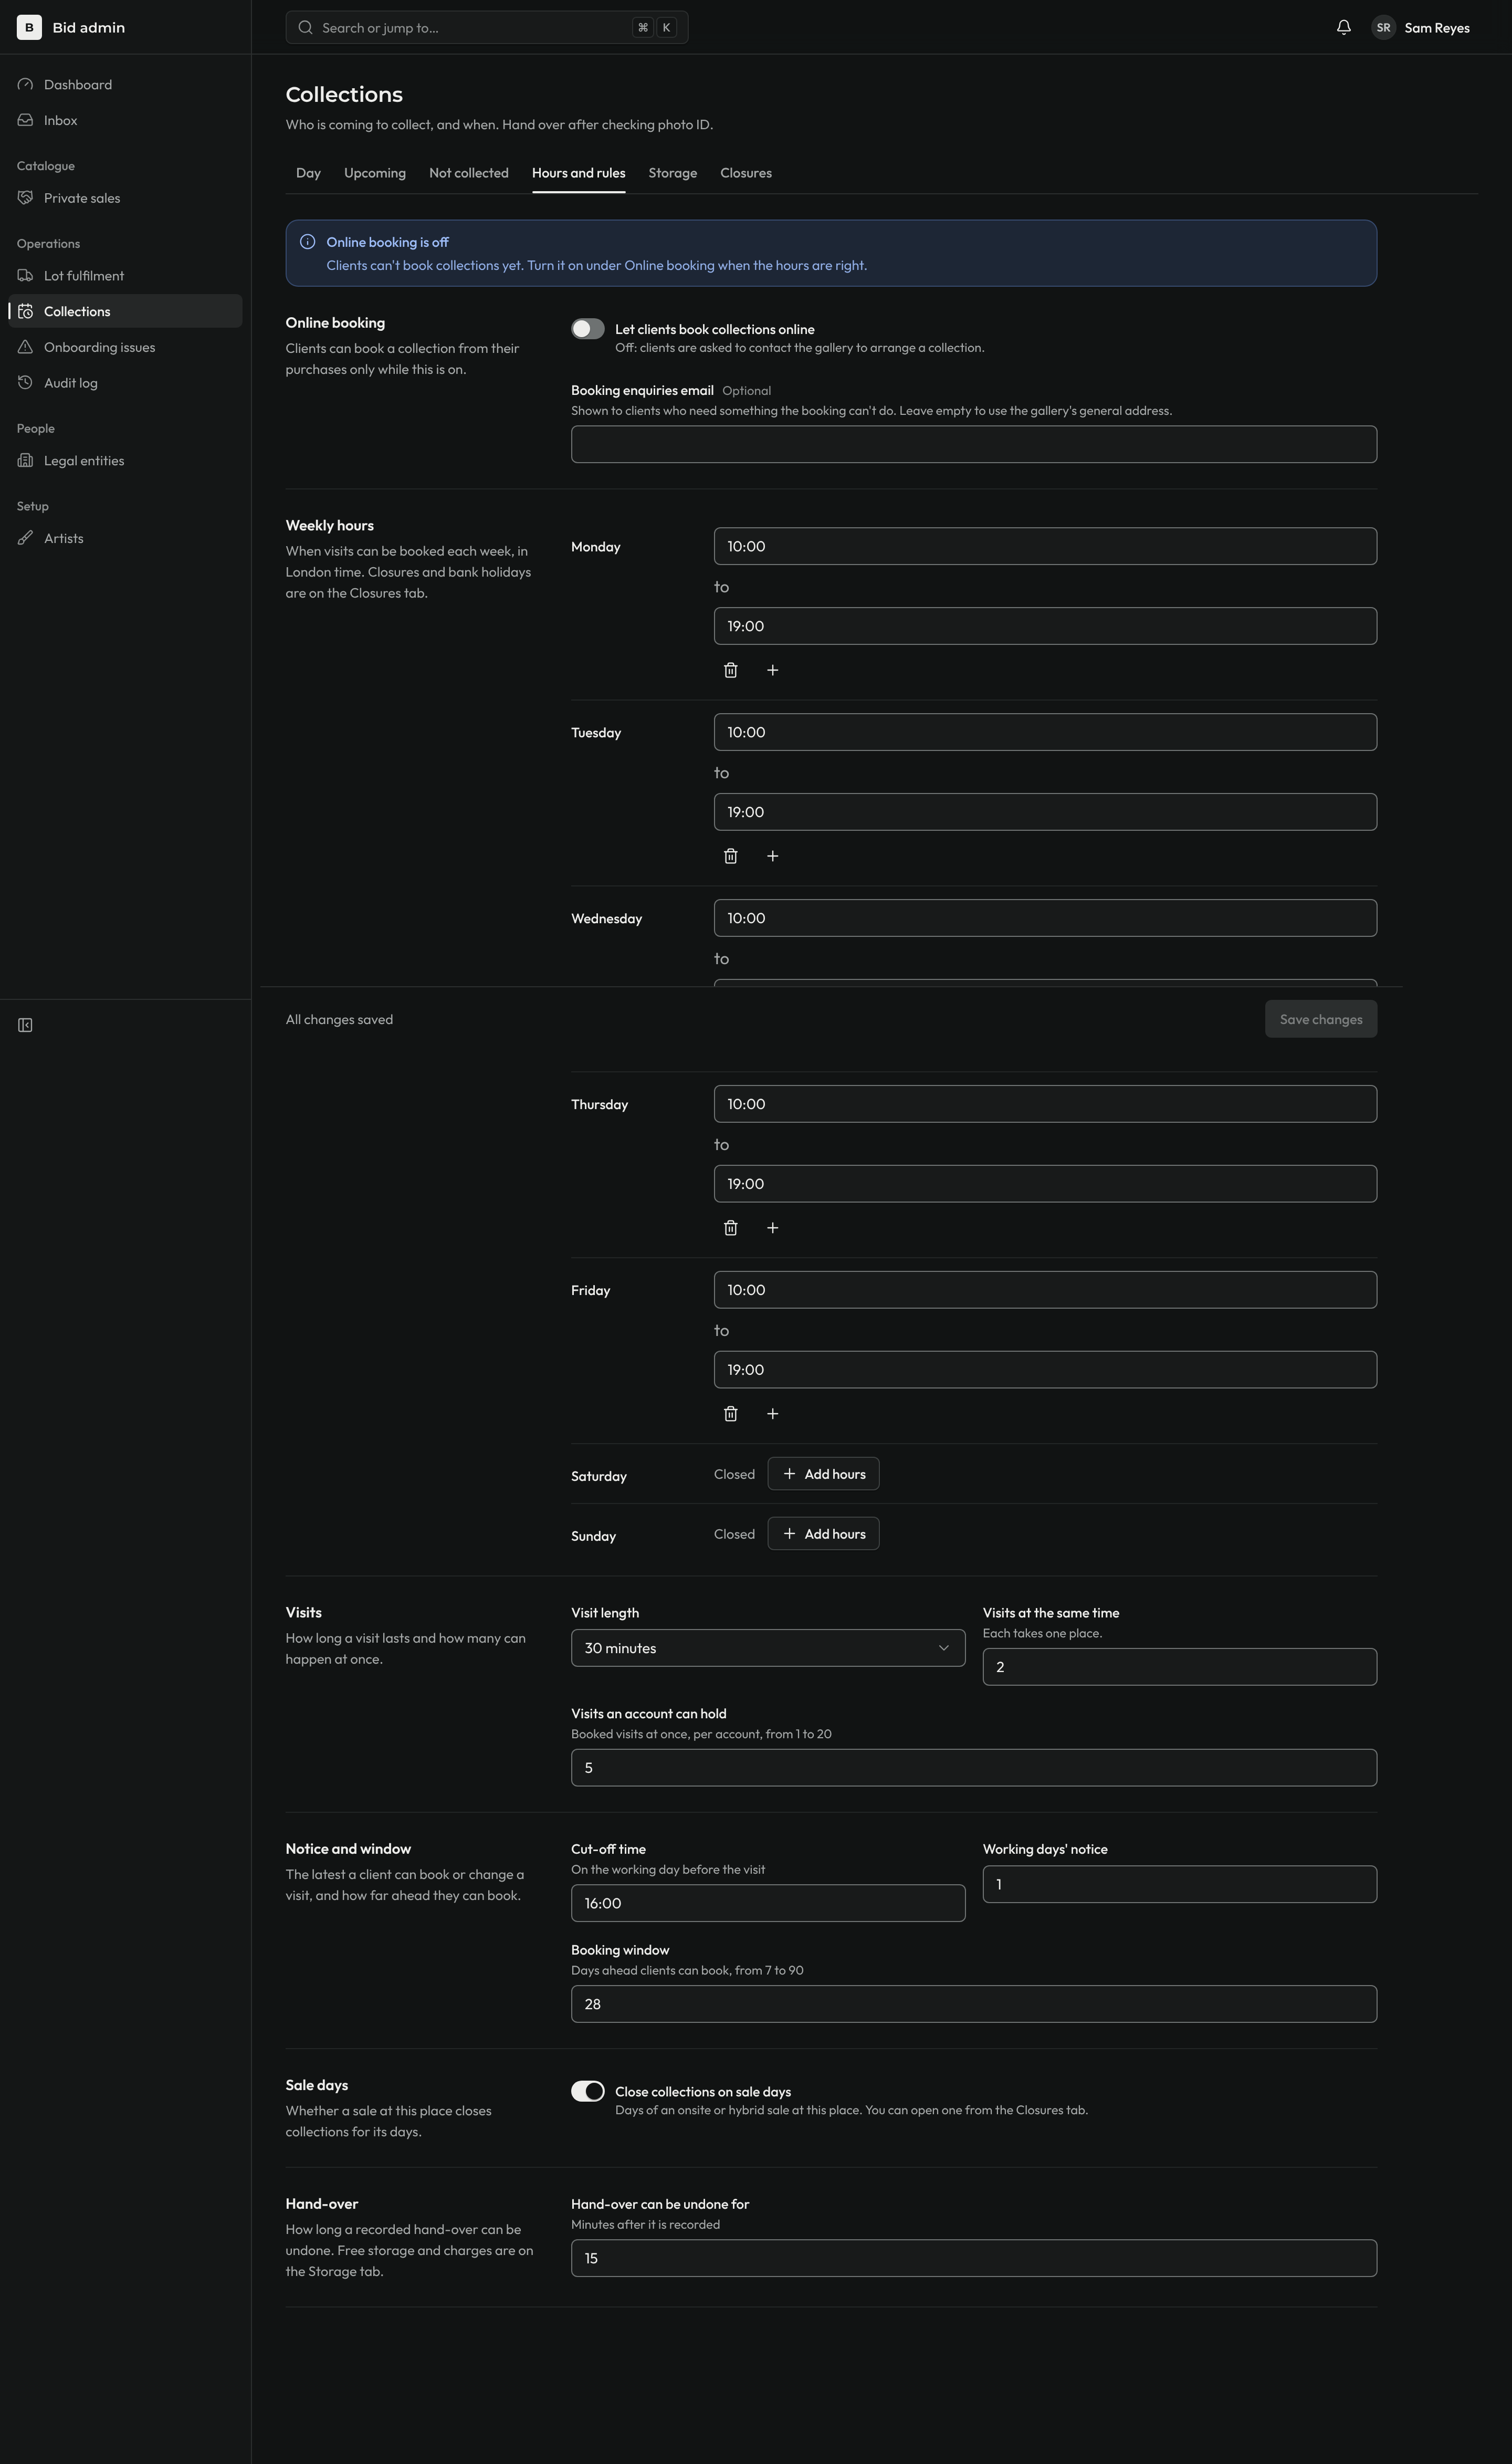 B Bid admin
Search or jump to…
⌘ K
SR Sam Reyes
Dashboard
Inbox
Catalogue
Private sales
Operations
Lot fulfilment
Collections
Onboarding issues
Audit log
People
Legal entities
Setup
Artists
Collections
Who is coming to collect, and when. Hand over after checking photo ID.
Day Upcoming Not collected Hours and rules Storage Closures
Online booking is off
Clients can't book collections yet. Turn it on under Online booking when the hours are right.
Online booking
Clients can book a collection from their
purchases only while this is on.
Let clients book collections online
Off: clients are asked to contact the gallery to arrange a collection.
Booking enquiries email Optional
Shown to clients who need something the booking can't do. Leave empty to use the gallery's general address.
Weekly hours
When visits can be booked each week, in
London time. Closures and bank holidays
are on the Closures tab.
Monday
10:00
to
19:00
Tuesday
10:00
to
19:00
Wednesday
10:00
to
All changes saved
Save changes
Thursday
10:00
to
19:00
Friday
10:00
to
19:00
Saturday
Closed
Add hours
Sunday
Closed
Add hours
Visits
How long a visit lasts and how many can
happen at once.
Visit length
30 minutes
Visits at the same time
Each takes one place.
2
Visits an account can hold
Booked visits at once, per account, from 1 to 20
5
Notice and window
The latest a client can book or change a
visit, and how far ahead they can book.
Cut-off time
On the working day before the visit
16:00
Working days' notice
1
Booking window
Days ahead clients can book, from 7 to 90
28
Sale days
Whether a sale at this place closes
collections for its days.
Close collections on sale days
Days of an onsite or hybrid sale at this place. You can open one from the Closures tab.
Hand-over
How long a recorded hand-over can be
undone. Free storage and charges are on
the Storage tab.
Hand-over can be undone for
Minutes after it is recorded
15